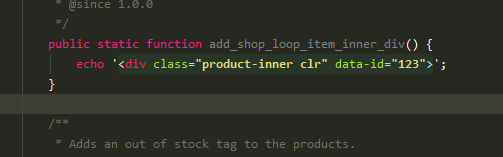 * @since 1.0.0
*/
public static function add_shop_loop_item_inner_div() {
echo '<div class="product-inner clr" data-id="123">';
}
/**
* Adds an out of stock tag to the products.